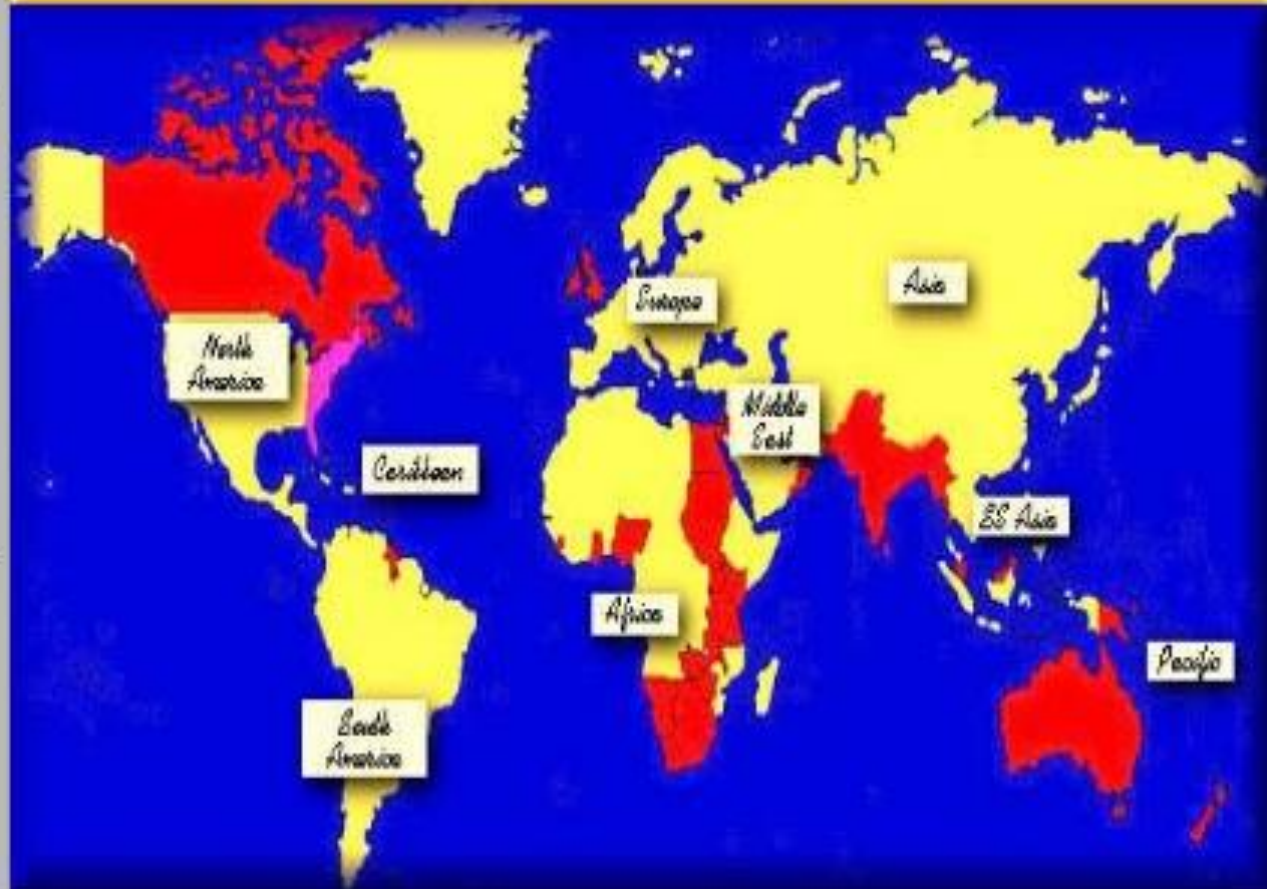 Europe
Asia
North
America
Middle
East
Caribbean
SE Asia
Africa
Pacific
South
America